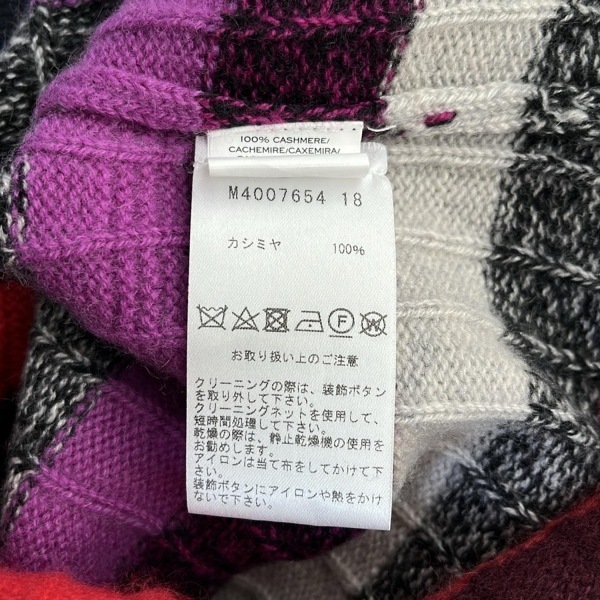 100% CASHMERE/
CACHEMIRE/CAXEMIRA/
M4007654 18
カシミヤ 100%
F
W
お取り扱い上のご注意
クリーニングの際は、装飾ボタン
を取り外して下さい。
クリーニングネットを使用して、
短時間処理して下さい。
乾燥の際は、静止乾燥機の使用を
お勧めします。
アイロンは当て布をしてかけて下
さい。
装飾ボタンにアイロンや熱をかけ
ないで下さい。